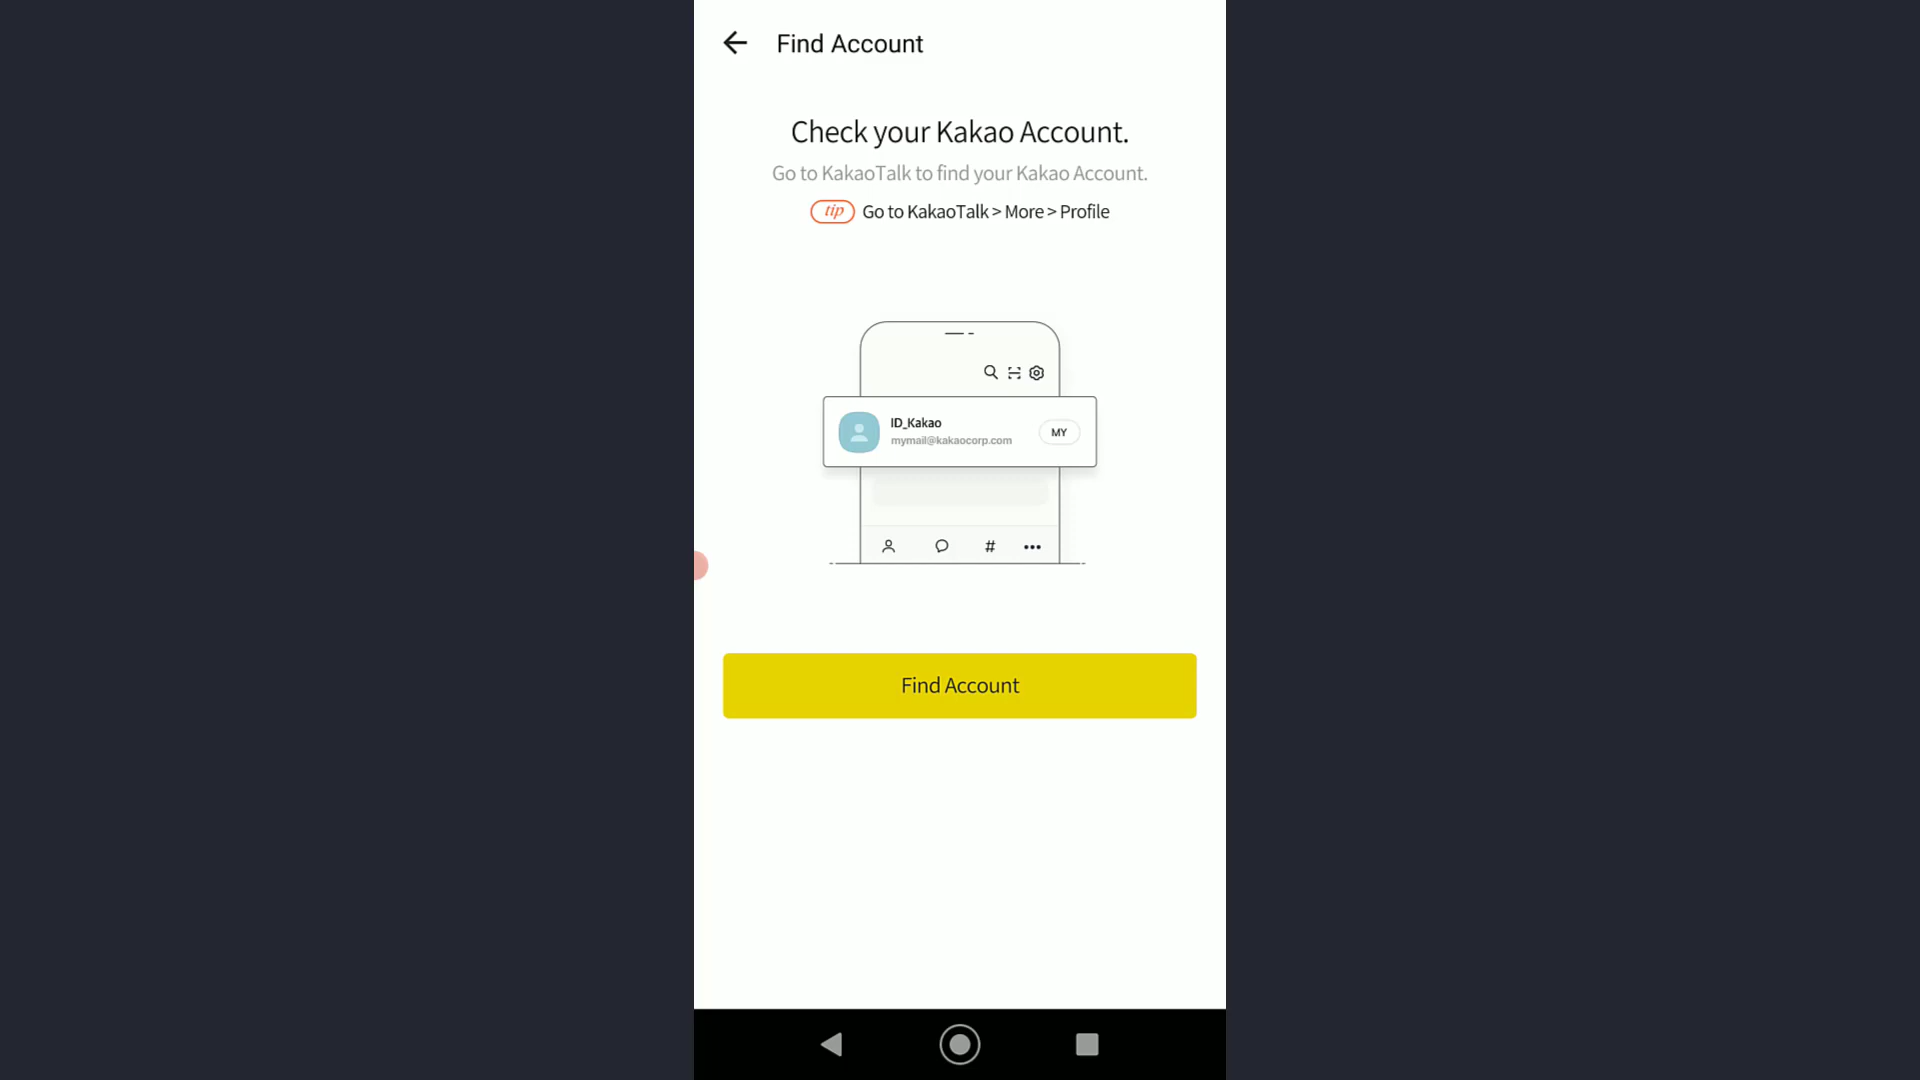 Find Account
Check your Kakao Account.
Go to KakaoTalk to find your Kakao Account.
tip Go to KakaoTalk > More > Profile
ID_Kakao
mymail@kakaocorp.com
MY
#
Find Account